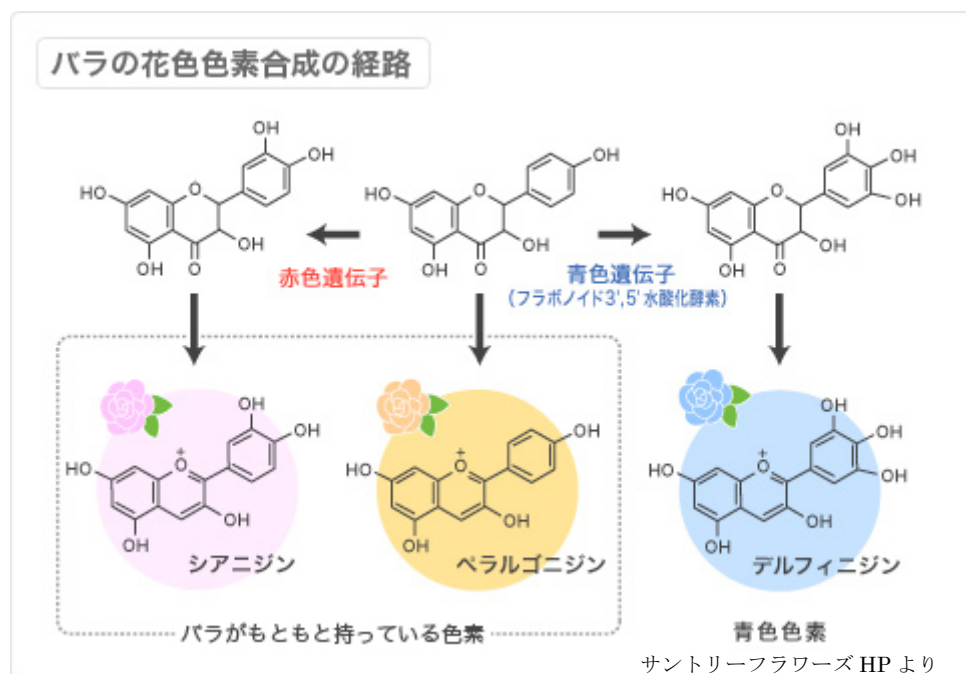 バラの花色色素合成の経路
OH
OH
HO
O
OH
OH
O
HO
O
OH
OH
OH
O
OH
OH
OH
HO
O
OH
OH
O
赤色遺伝子
青色遺伝子
(フラボノイド3',5'水酸化酵素)
OH
OH
HO
O
+
OH
OH
シアニジン
OH
HO
O
+
OH
OH
ペラルゴニジン
OH
OH
OH
HO
O
+
OH
OH
デルフィニジン
バラがもともと持っている色素
青色色素
サントリーフラワーズ HP より